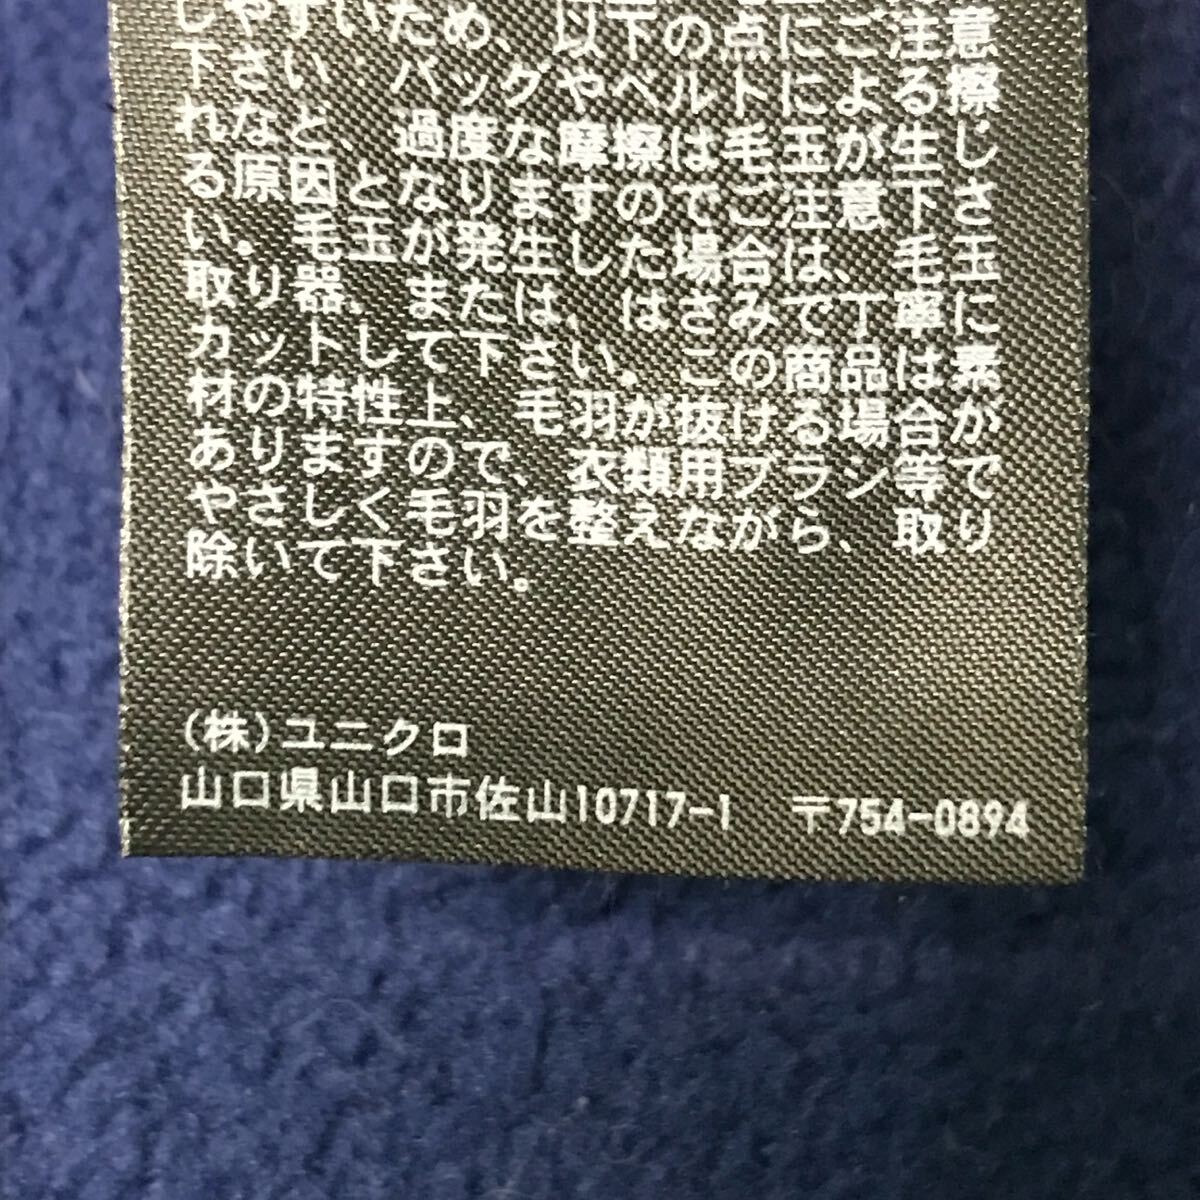 しやすいため、以下の点にご注意
下さい。バッグやベルトによる擦
れなど、過度な摩擦は毛玉が生じ
る原因となりますのでご注意下さ
い。毛玉が発生した場合は、毛玉
取り器、または、はさみで丁寧に
カットして下さい。この商品は素
材の特性上、毛羽が抜ける場合が
ありますので、衣類用ブラシ等で
やさしく毛羽を整えながら、取り
除いて下さい。
(株)ユニクロ
山口県山口市佐山10717-1 〒754-0894